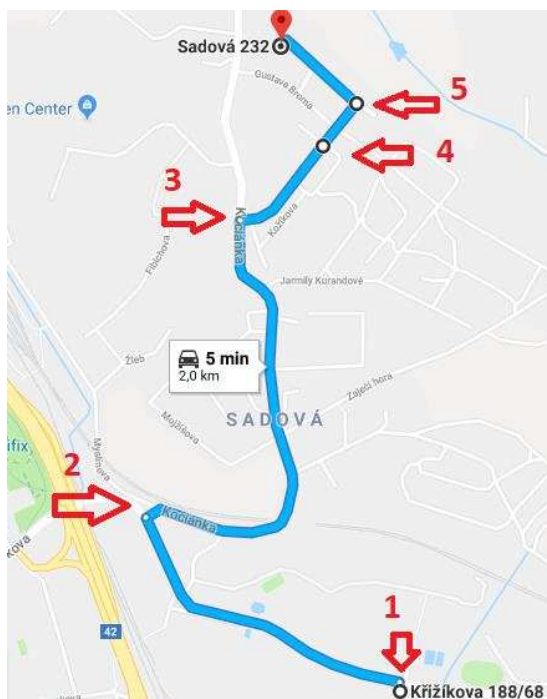 Sadová 232
en Center
Gustava Broma
5
4
3
Kociánka
Kožíkova
Fibichova
Jarmily Kurandové
5 min
2,0 km
Žleb
Zaječí hora
Mojžíšova
SADOVÁ
Myslínova
ifix
2
Kociánka
kova
1
42
Křižíkova 188/68